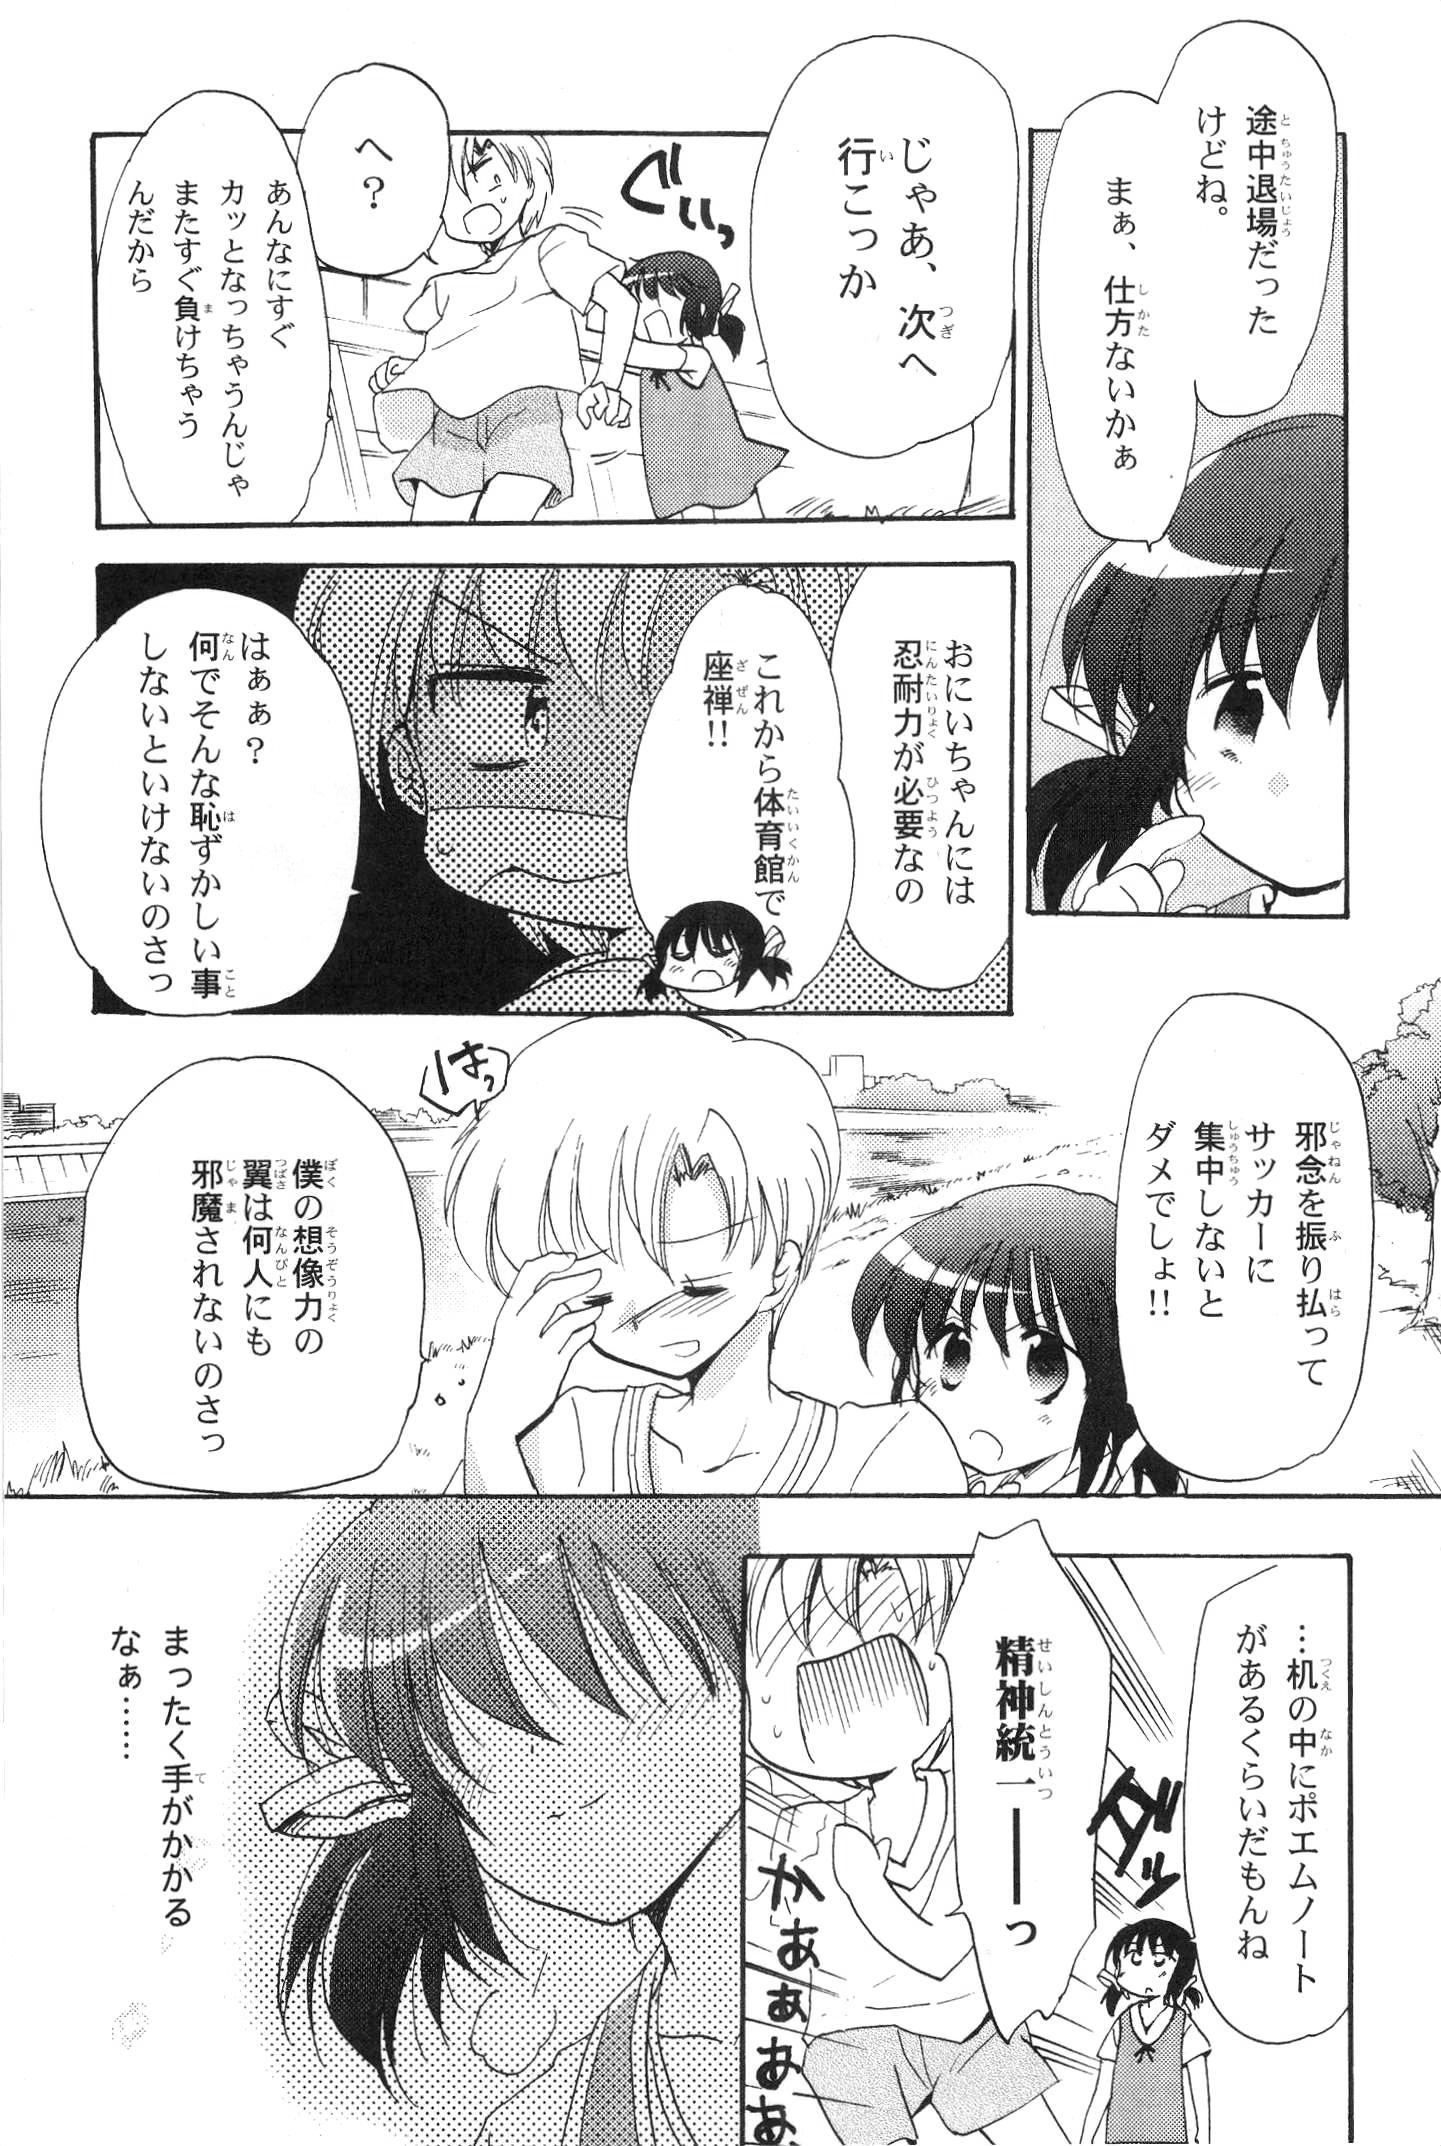 途中退場だった
けどね。
まぁ、仕方ないかぁ
じゃあ、次へ
行こっか
ぐいっ
へ?
あんなにすぐ
カッとなっちゃうんじゃ
またすぐ負けちゃう
んだから
おにいちゃんには
忍耐力が必要なの
これから体育館で
座禅!!
はぁぁ?
何でそんな恥ずかしい事
しないといけないのさっ
邪念を振り払って
サッカーに
集中しないと
ダメでしょ!!
はっ
僕の想像力の
翼は何人にも
邪魔されないのさっ
…机の中にポエムノート
があるくらいだもんね
精神統一――っ
ダッ
かぁぁぁぁ
まったく手がかかる
なぁ……